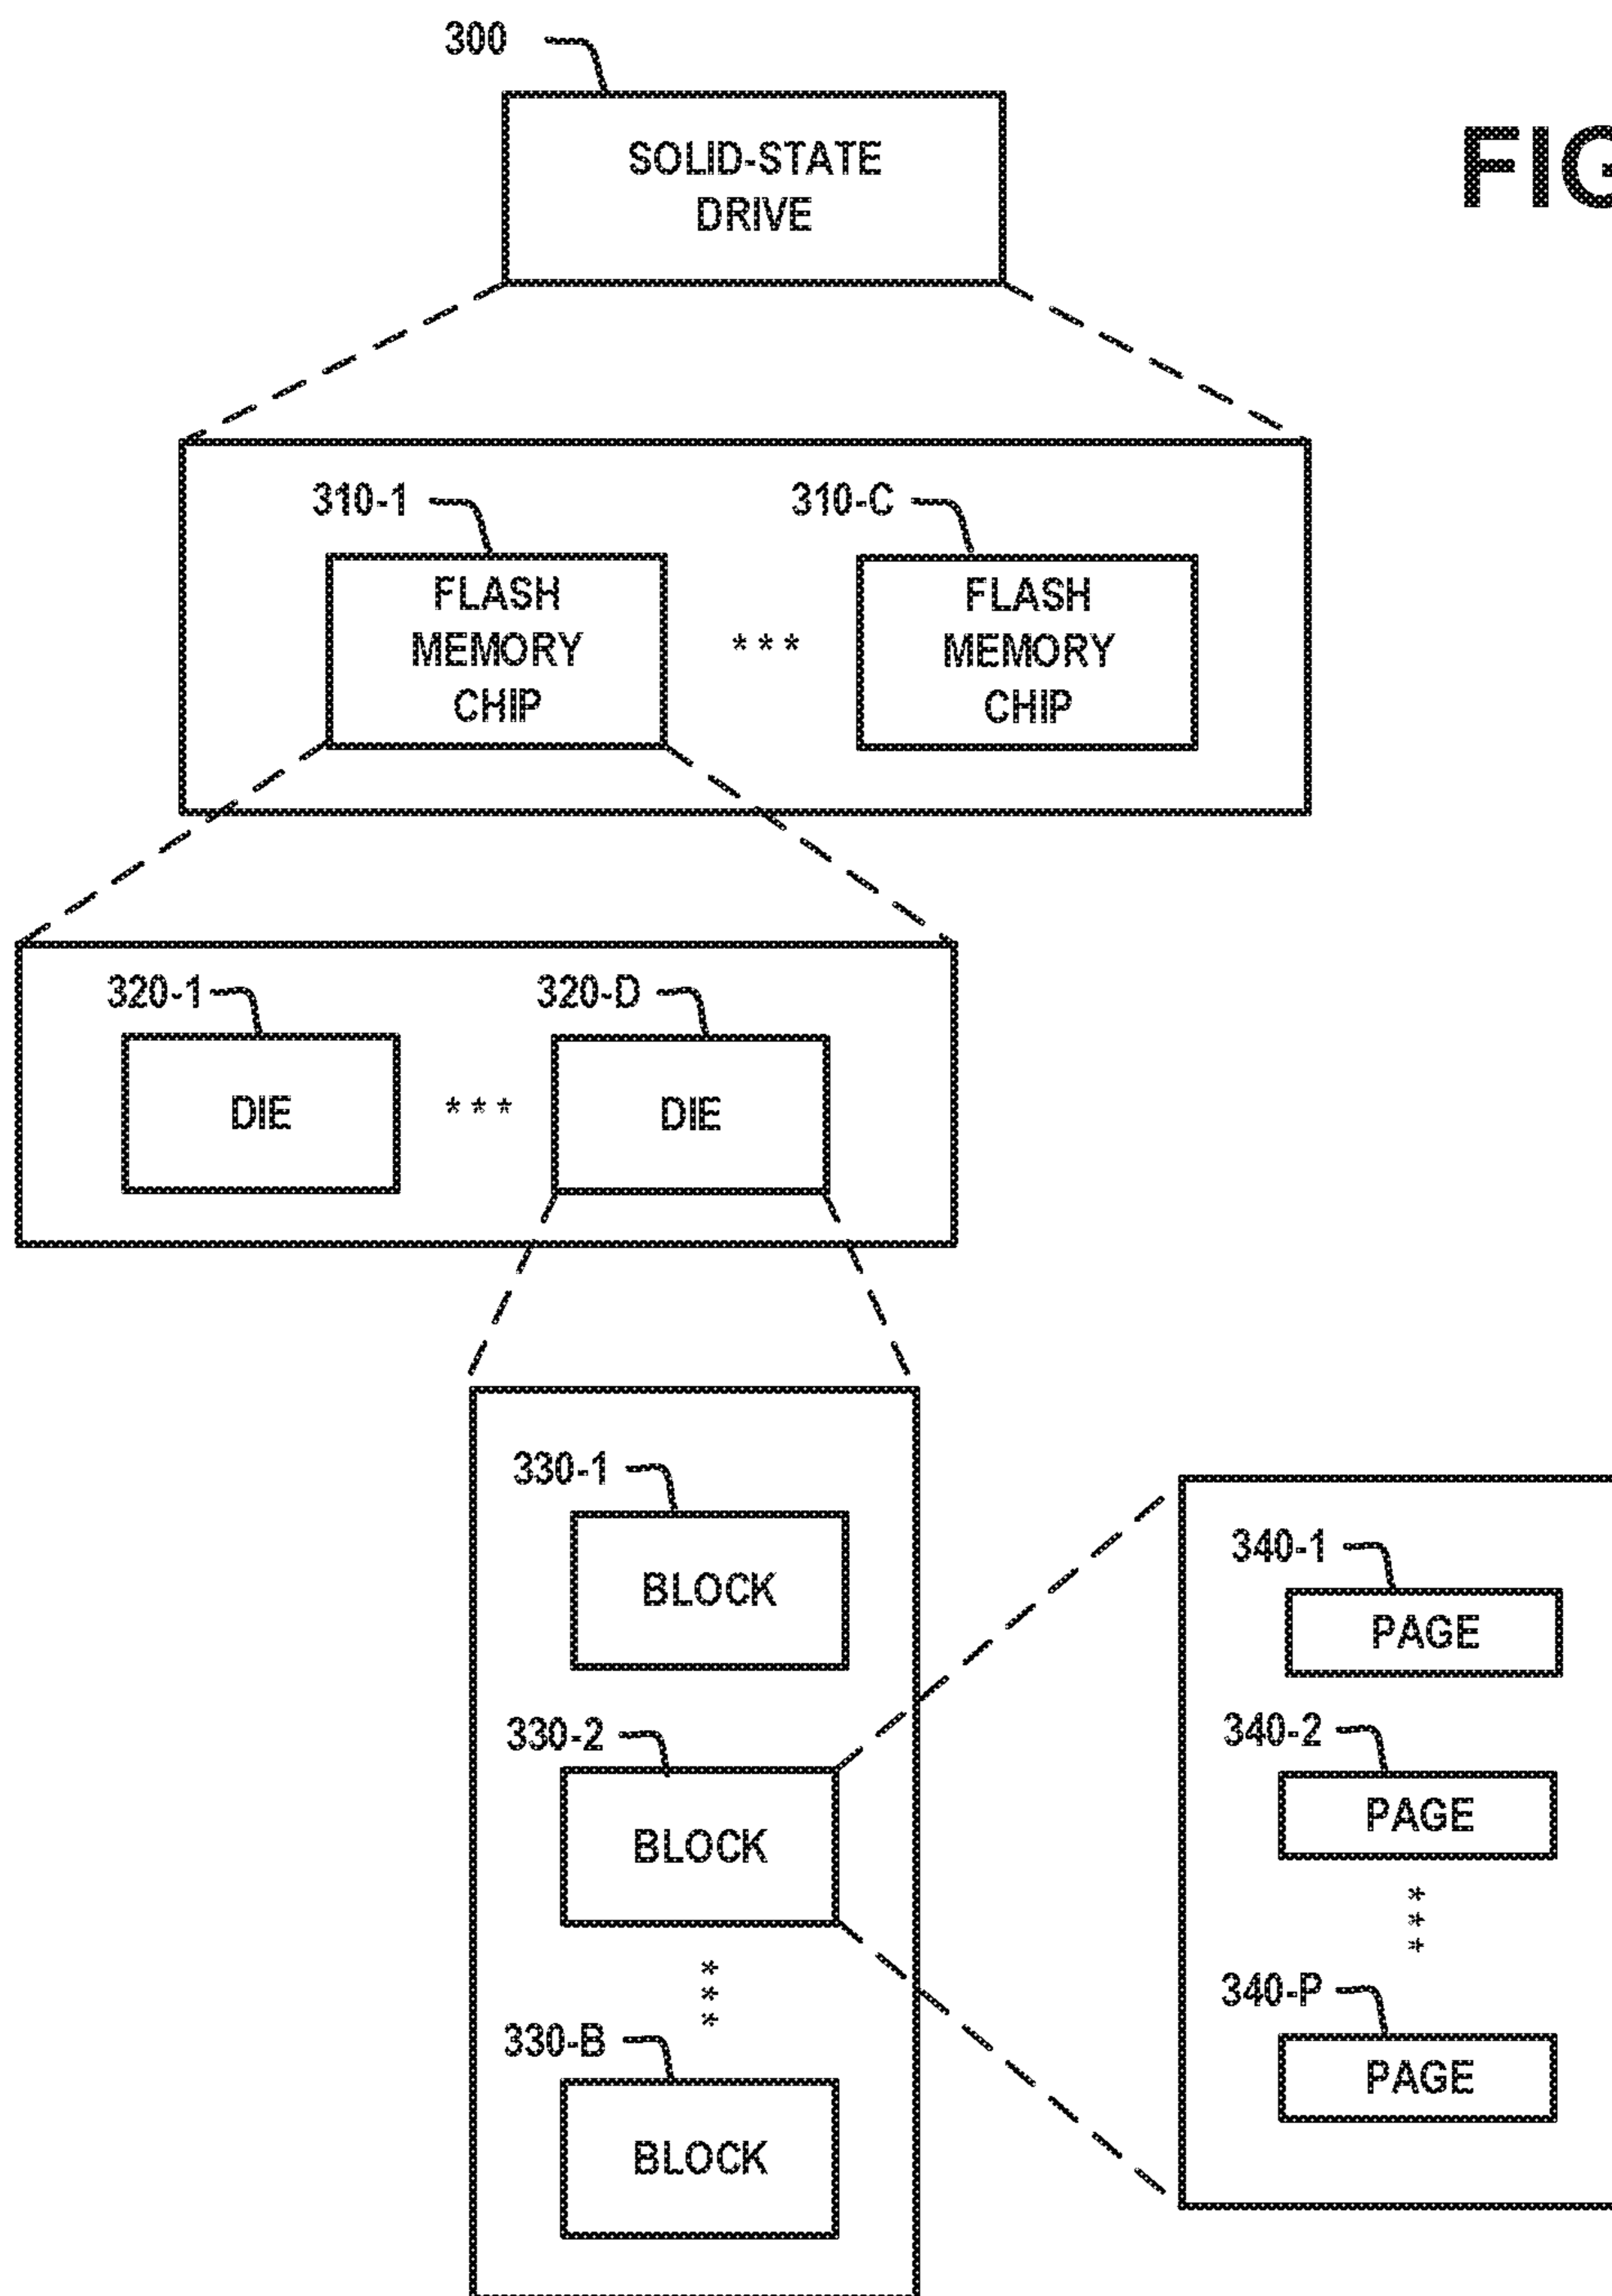 300
SOLID-STATE
DRIVE
FIG
310-1
310-C
FLASH
MEMORY
CHIP
* * *
FLASH
MEMORY
CHIP
320-1
320-D
DIE
* * *
DIE
330-1
BLOCK
330-2
BLOCK
*
*
*
330-B
BLOCK
340-1
PAGE
340-2
PAGE
*
*
*
340-P
PAGE